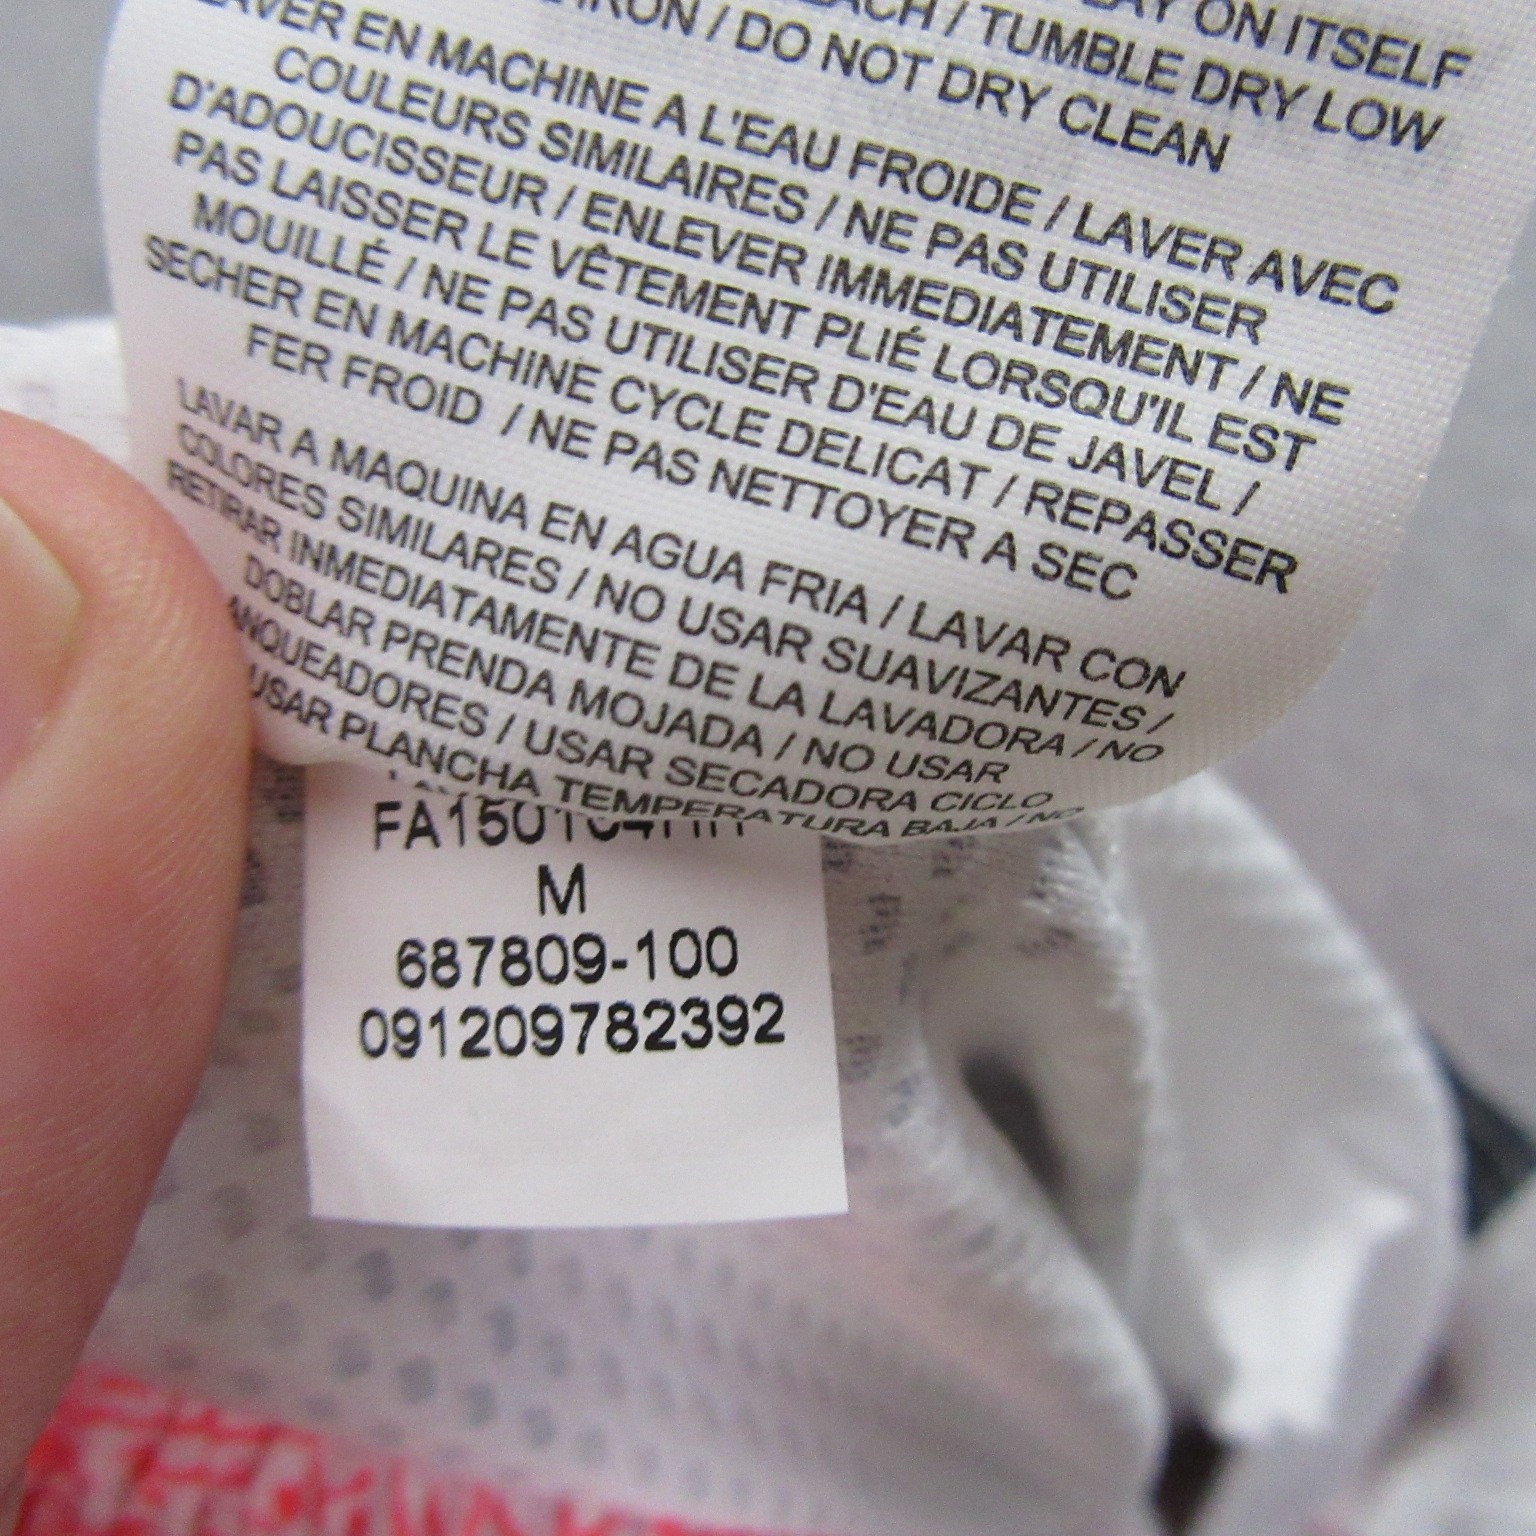 ON ITSELF
/ TUMBLE DRY LOW
/ DO NOT DRY CLEAN
EN MACHINE A L'EAU FROIDE / LAVER AVEC
COULEURS SIMILAIRES / NE PAS UTILISER
D'ADOUCISSEUR / ENLEVER IMMEDIATEMENT / NE
PAS LAISSER LE VÊTEMENT PLIÉ LORSQU'IL EST
MOUILLÉ / NE PAS UTILISER D'EAU DE JAVEL /
SECHER EN MACHINE CYCLE DELICAT / REPASSER
FER FROID / NE PAS NETTOYER A SEC
LAVAR A MAQUINA EN AGUA FRIA / LAVAR CON
COLORES SIMILARES / NO USAR SUAVIZANTES /
RETIRAR INMEDIATAMENTE DE LA LAVADORA / NO
DOBLAR PRENDA MOJADA / NO USAR
ANQUEADORES / USAR SECADORA CICLO
USAR PLANCHA TEMPERATURA BAJA / NO
M
687809-100
091209782392